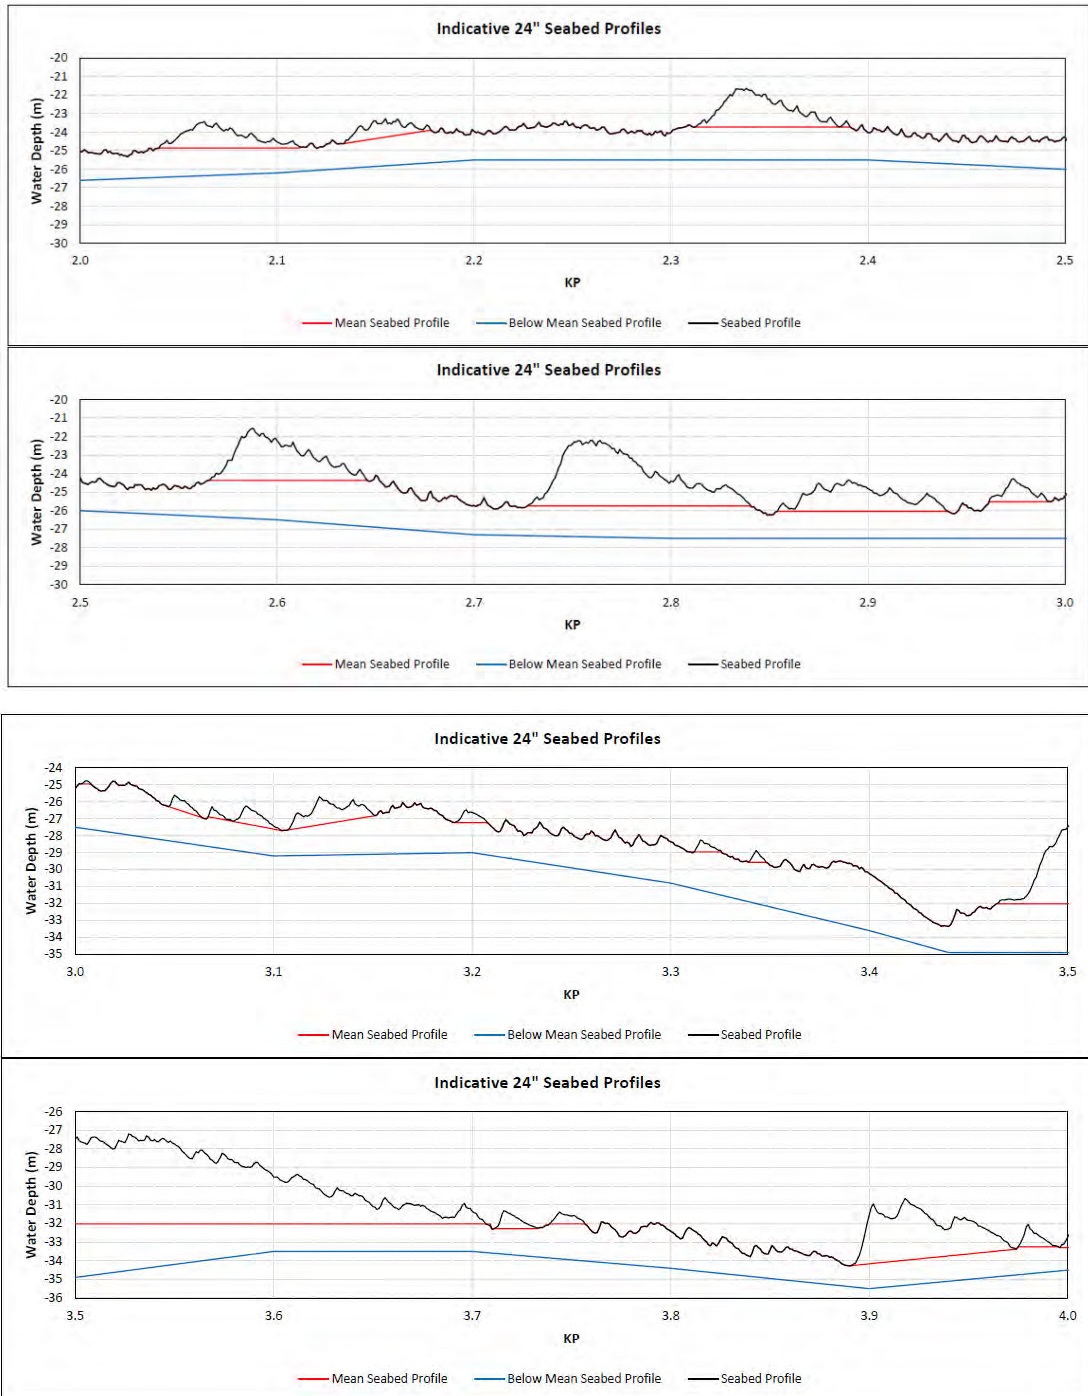 Indicative 24" Seabed Profiles
-20
-21
-22
-23
-24
-25
-26
-27
-28
-29
-30
Water Depth (m)
2.0 2.1 2.2 2.3 2.4 2.5
KP
Mean Seabed Profile Below Mean Seabed Profile Seabed Profile
Indicative 24" Seabed Profiles
-20
-21
-22
-23
-24
-25
-26
-27
-28
-29
-30
Water Depth (m)
2.5 2.6 2.7 2.8 2.9 3.0
KP
Mean Seabed Profile Below Mean Seabed Profile Seabed Profile
Indicative 24" Seabed Profiles
-24
-25
-26
-27
-28
-29
-30
-31
-32
-33
-34
-35
Water Depth (m)
3.0 3.1 3.2 3.3 3.4 3.5
KP
Mean Seabed Profile Below Mean Seabed Profile Seabed Profile
Indicative 24" Seabed Profiles
-26
-27
-28
-29
-30
-31
-32
-33
-34
-35
-36
Water Depth (m)
3.5 3.6 3.7 3.8 3.9 4.0
KP
Mean Seabed Profile Below Mean Seabed Profile Seabed Profile